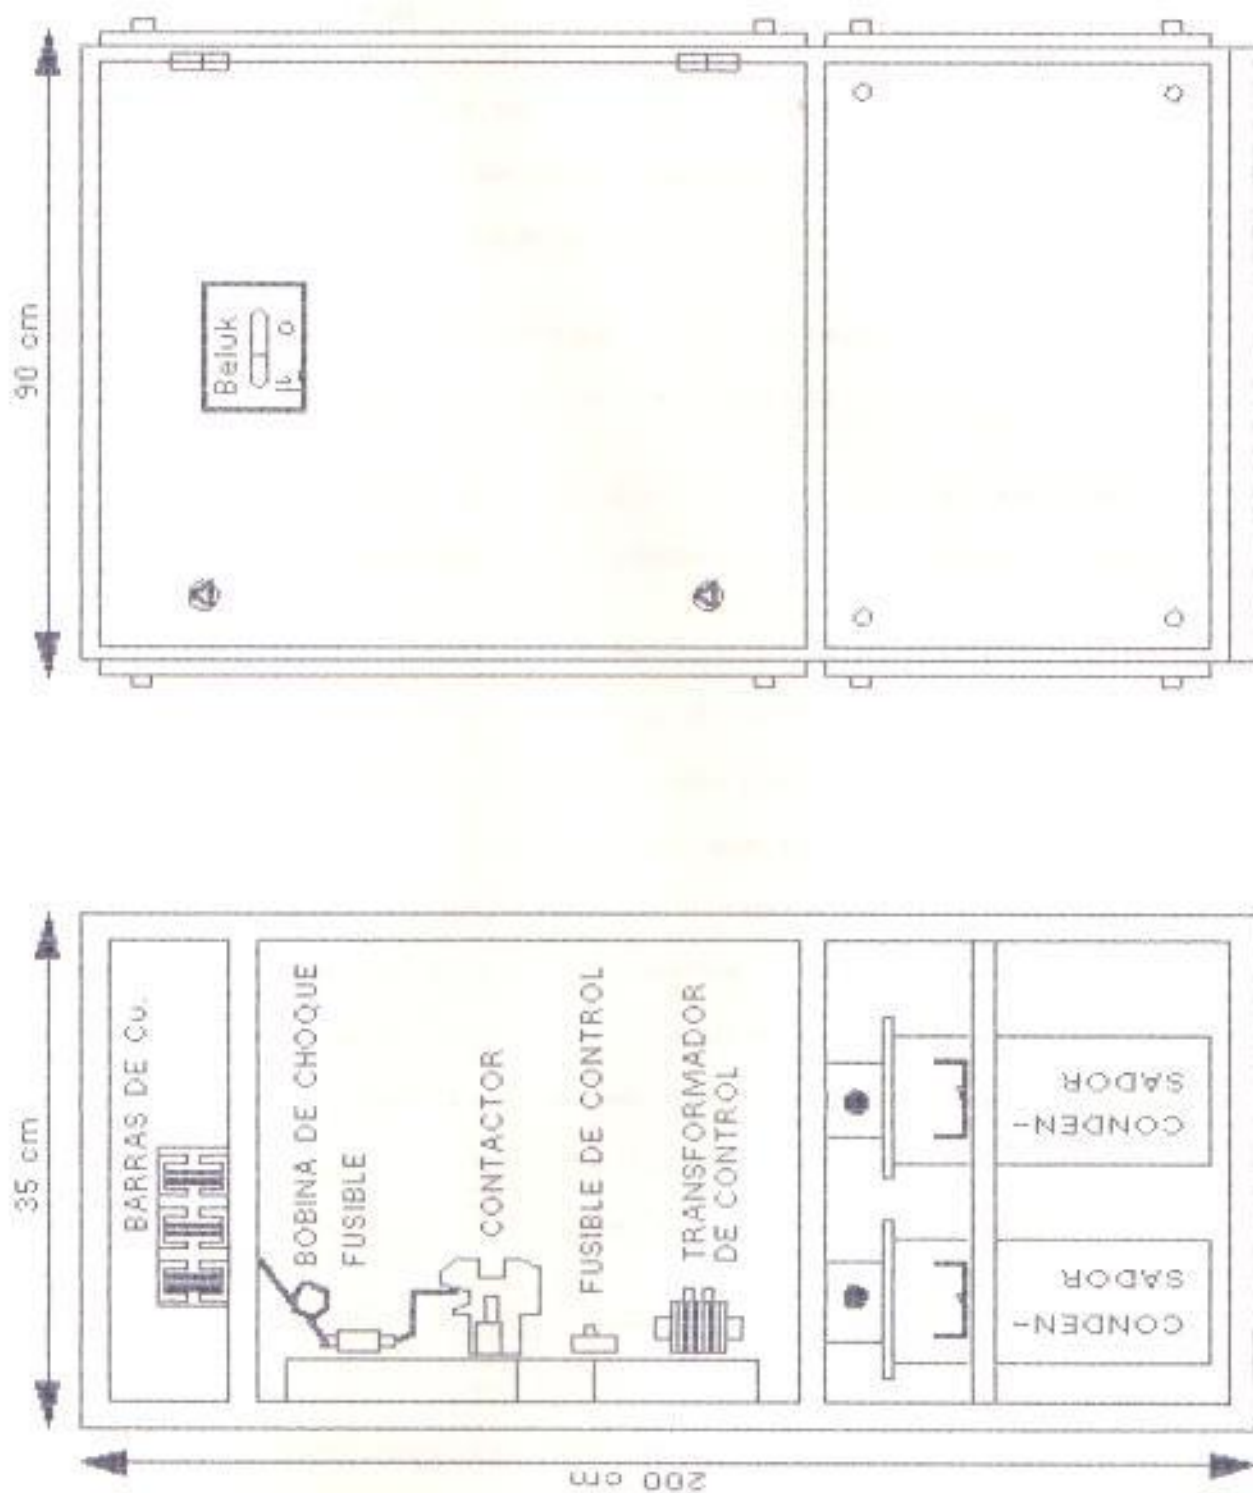 90 cm
Beluk
0
35 cm
BARRAS DE Cu.
BOBINA DE CHOQUE
FUSIBLE
CONTACTOR
FUSIBLE DE CONTROL
TRANSFORMADOR
DE CONTROL
CONDEN-
SADOR
CONDEN-
SADOR
200 cm